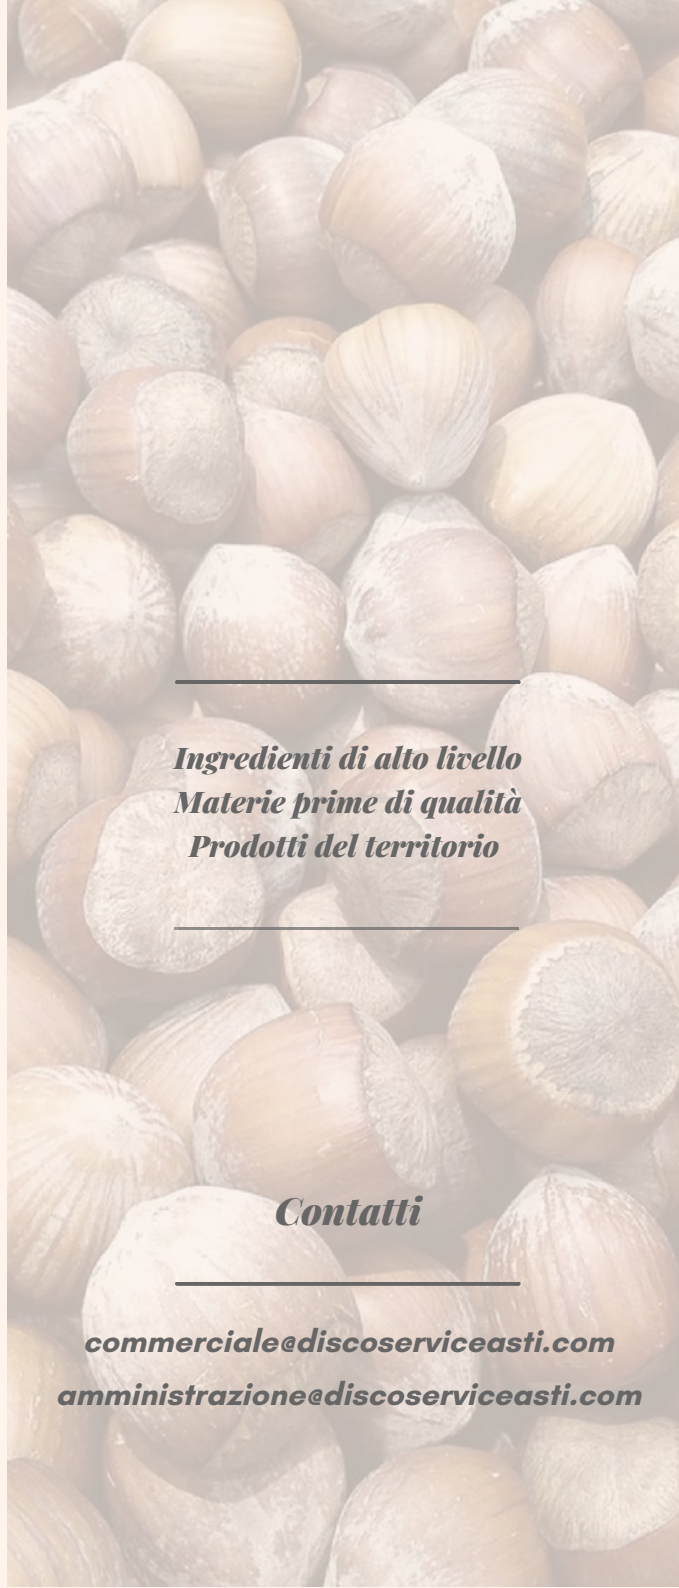 Ingredienti di alto livello
Materie prime di qualità
Prodotti del territorio
Contatti
commerciale@discoserviceasti.com
amministrazione@discoserviceasti.com